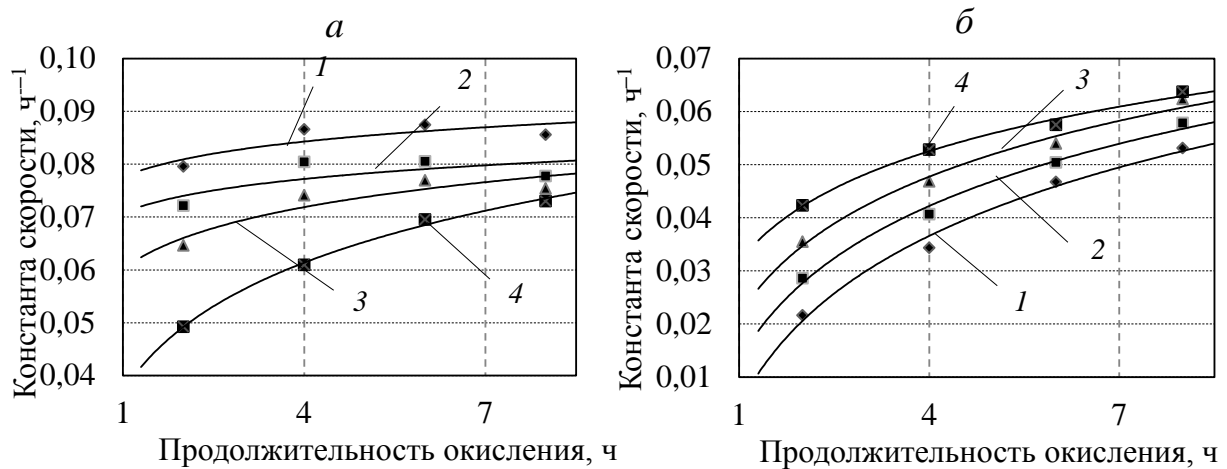 а
Константа скорости, ч⁻¹
0,10
0,09
0,08
0,07
0,06
0,05
0,04
1
2
3
4
1 4 7
Продолжительность окисления, ч
б
Константа скорости, ч⁻¹
0,07
0,06
0,05
0,04
0,03
0,02
0,01
4
3
2
1
1 4 7
Продолжительность окисления, ч